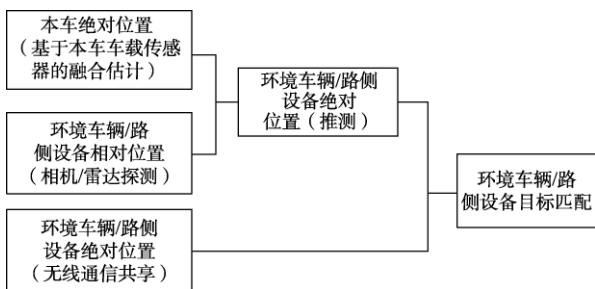 本车绝对位置
（基于本车车载传感
器的融合估计）
环境车辆/路
侧设备相对位置
（相机/雷达探测）
环境车辆/路侧
设备绝对位置
（无线通信共享）
环境车辆/路侧
设备绝对
位置（推测）
环境车辆/路
侧设备目标匹配